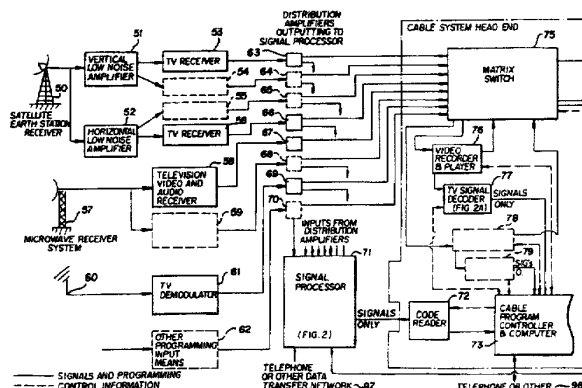 DISTRIBUTION
AMPLIFIERS
OUTPUTTING TO
SIGNAL PROCESSOR
CABLE SYSTEM HEAD END
51
53
63
75
VERTICAL
LOW NOISE
AMPLIFIER
TV RECEIVER
54
64
MATRIX
SWITCH
50
55
65
SATELLITE
EARTH STATION
RECEIVER
52
56
66
HORIZONTAL
LOW NOISE
AMPLIFIER
TV RECEIVER
67
76
58
68
VIDEO
RECORDER
& PLAYER
77
TELEVISION
VIDEO AND
AUDIO
RECEIVER
69
TV SIGNAL
DECODER
(FIG. 2A)
SIGNALS
ONLY
57
59
70
78
MICROWAVE RECEIVER
SYSTEM
INPUTS FROM
DISTRIBUTION
AMPLIFIERS
71
79
60
61
TV
DEMODULATOR
SIGNAL
PROCESSOR
(FIG. 2)
72
SIGNALS
ONLY
CODE
READER
CABLE
PROGRAM
CONTROLLER
& COMPUTER
73
62
OTHER
PROGRAMMING
INPUT
MEANS
SIGNALS AND PROGRAMMING
CONTROL INFORMATION
TELEPHONE
OR OTHER DATA
TRANSFER NETWORK
TELEPHONE OR OTHER